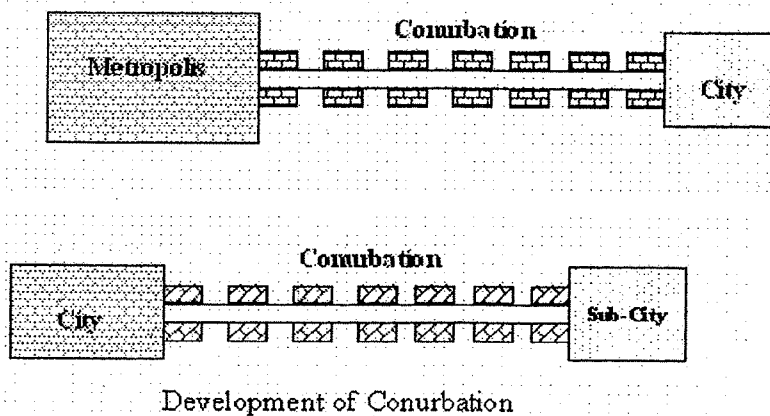 Conurbation
Metropolis
City
Conurbation
City
Sub-City
Development of Conurbation